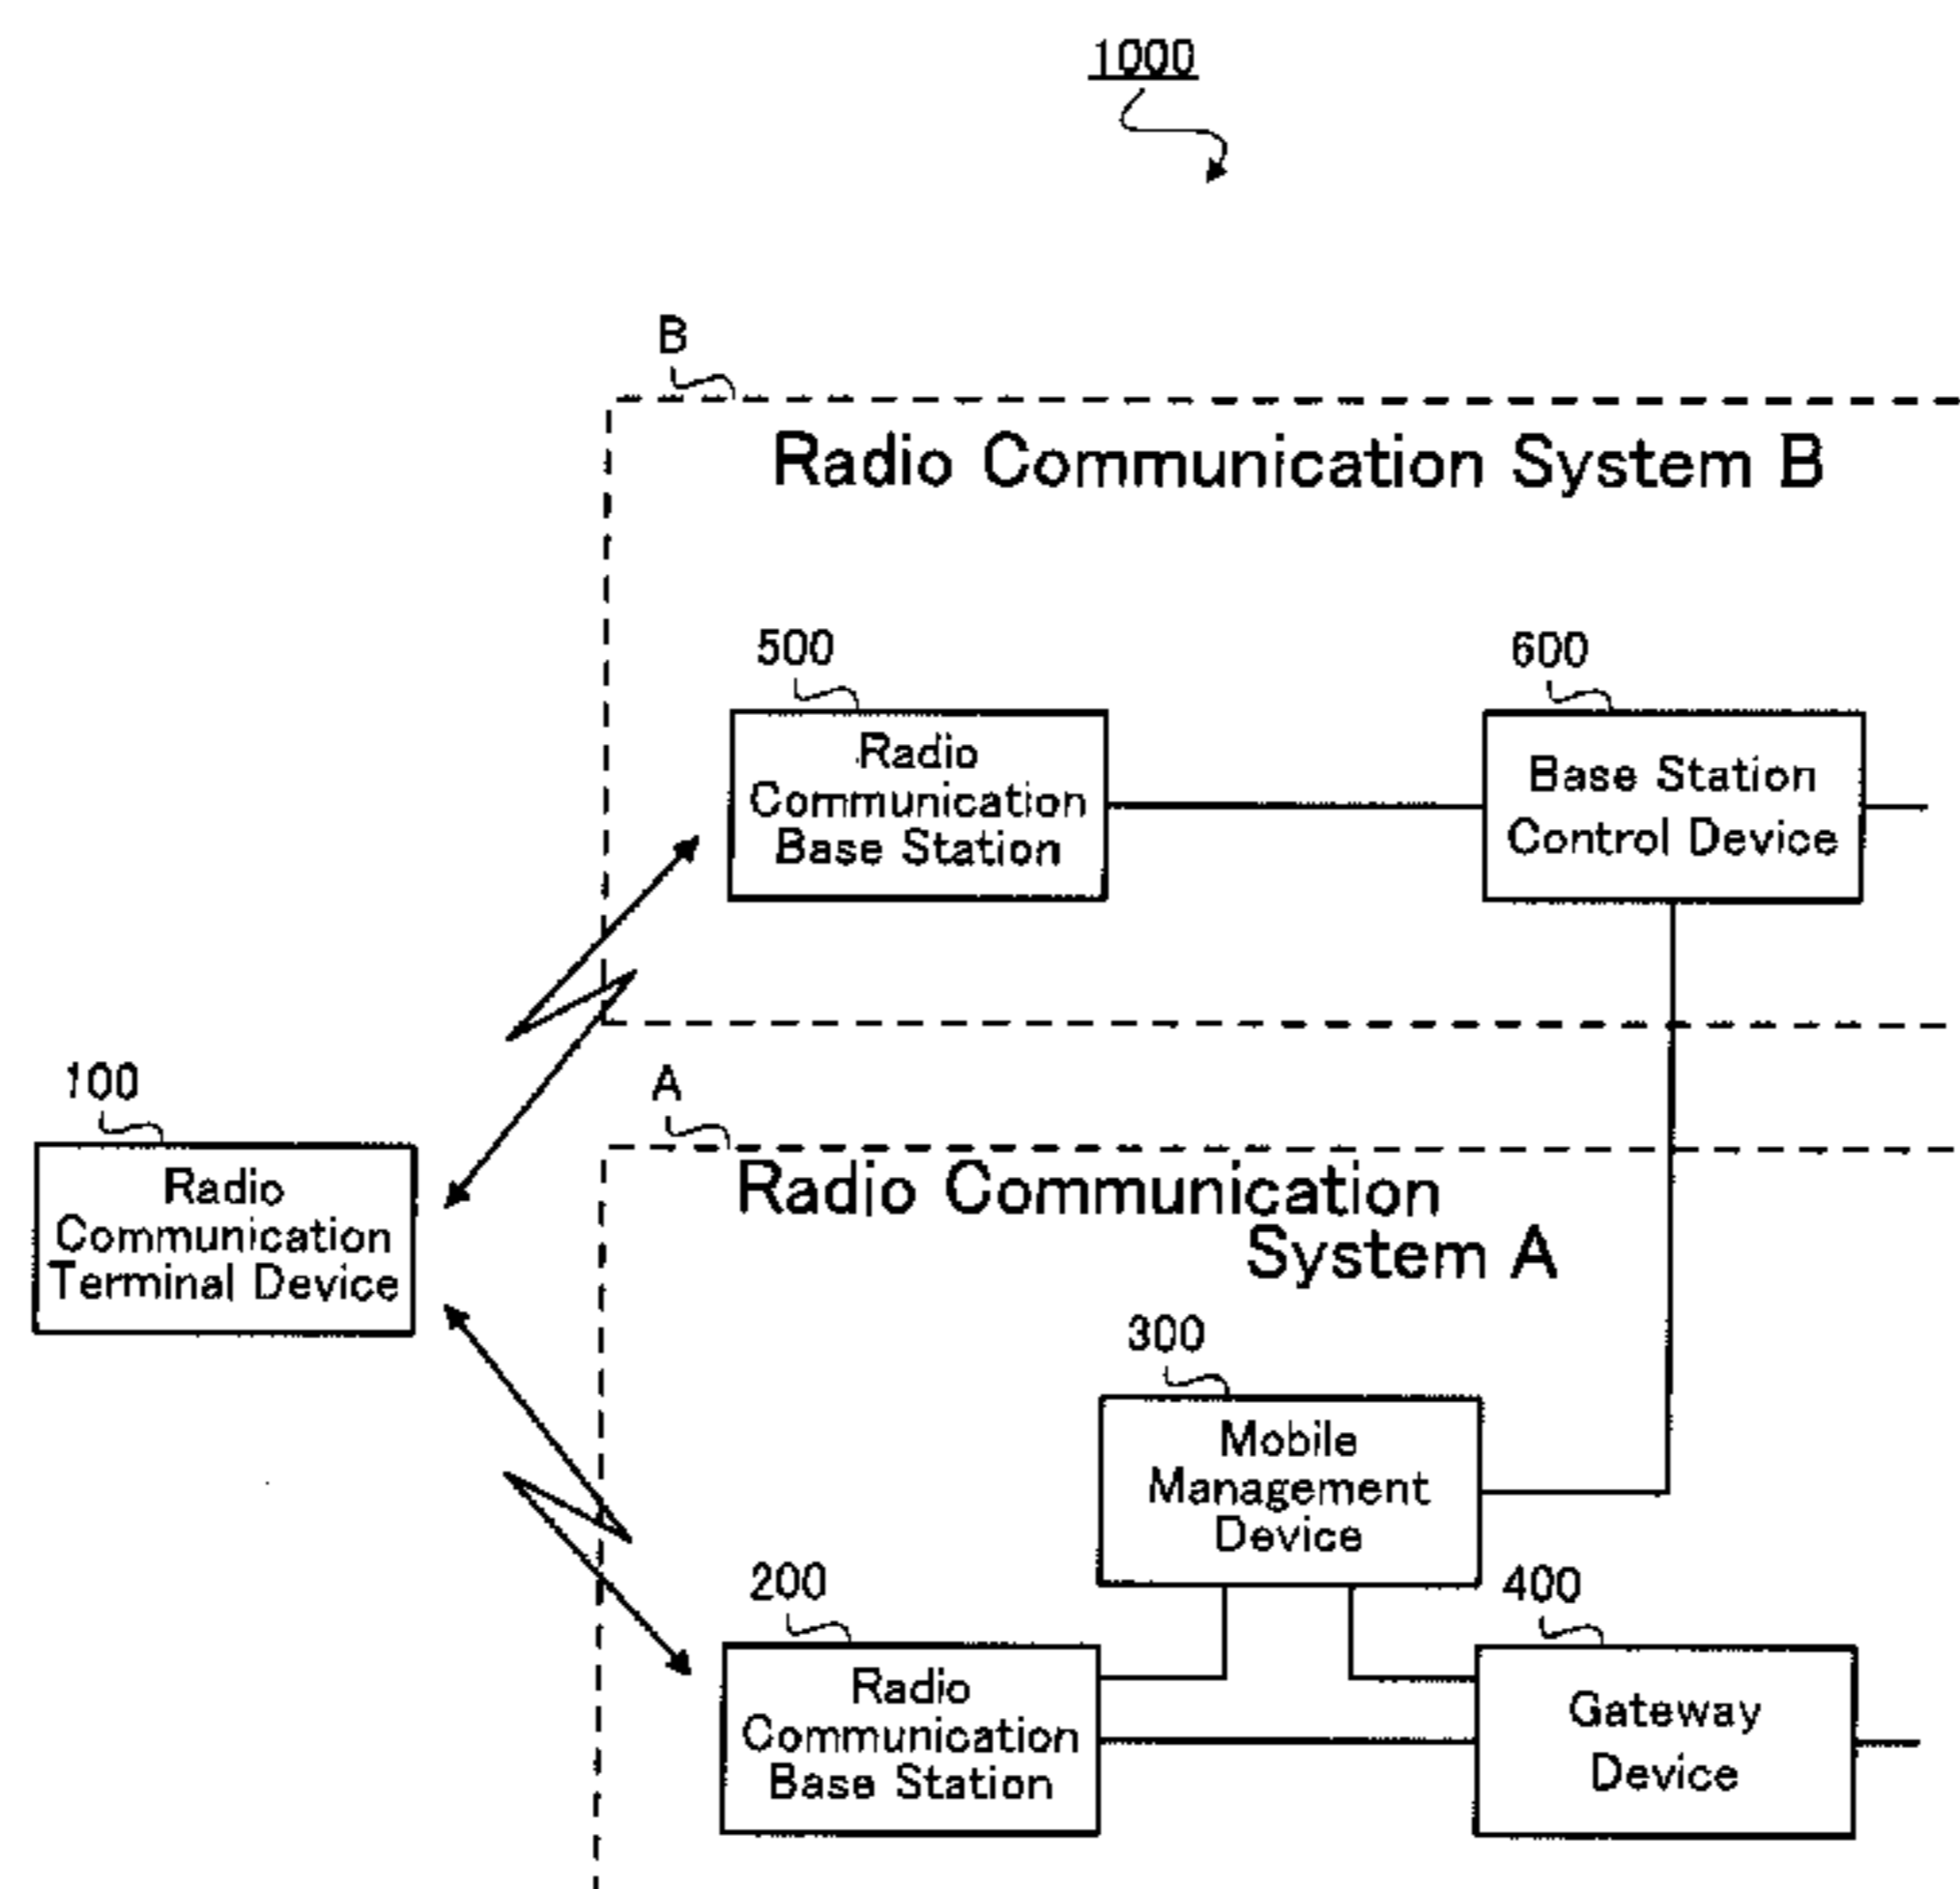 1000
B
Radio Communication System B
500
600
Radio
Communication
Base Station
Base Station
Control Device
100
Radio
Communication
Terminal Device
A
Radio Communication
System A
300
Mobile
Management
Device
200
Radio
Communication
Base Station
400
Gateway
Device